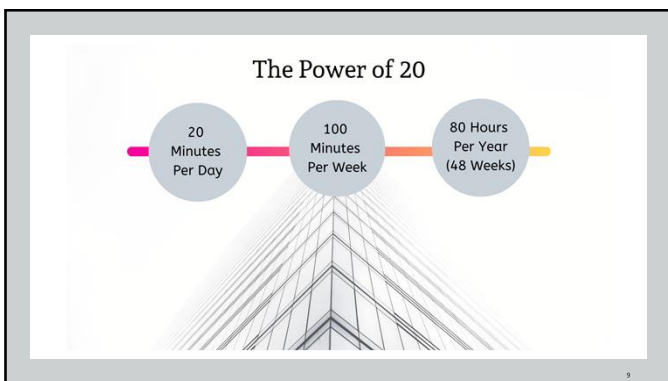 The Power of 20
20
Minutes
Per Day
100
Minutes
Per Week
80 Hours
Per Year
(48 Weeks)
9